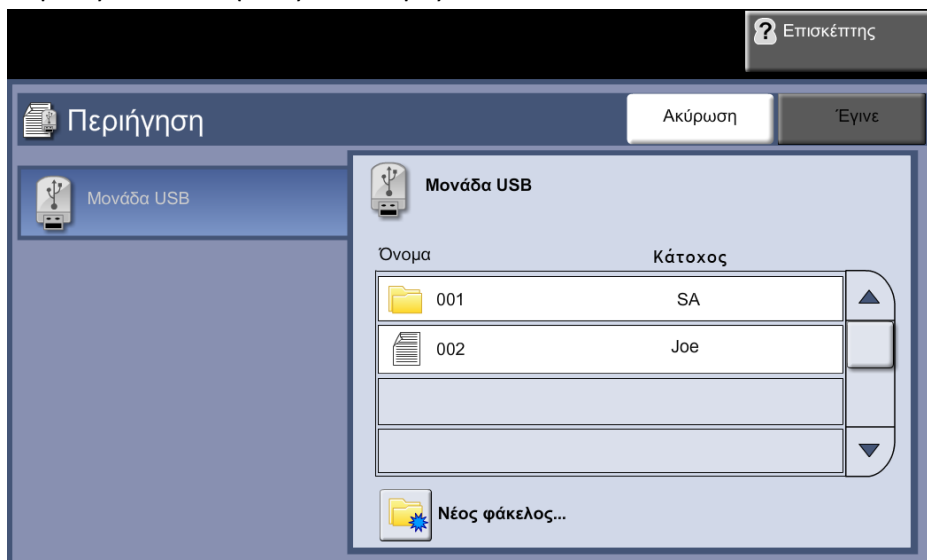 Επισκέπτης
Περιήγηση
Ακύρωση
Έγινε
Μονάδα USB
Μονάδα USB
Όνομα Κάτοχος
001 SA
002 Joe
Νέος φάκελος...